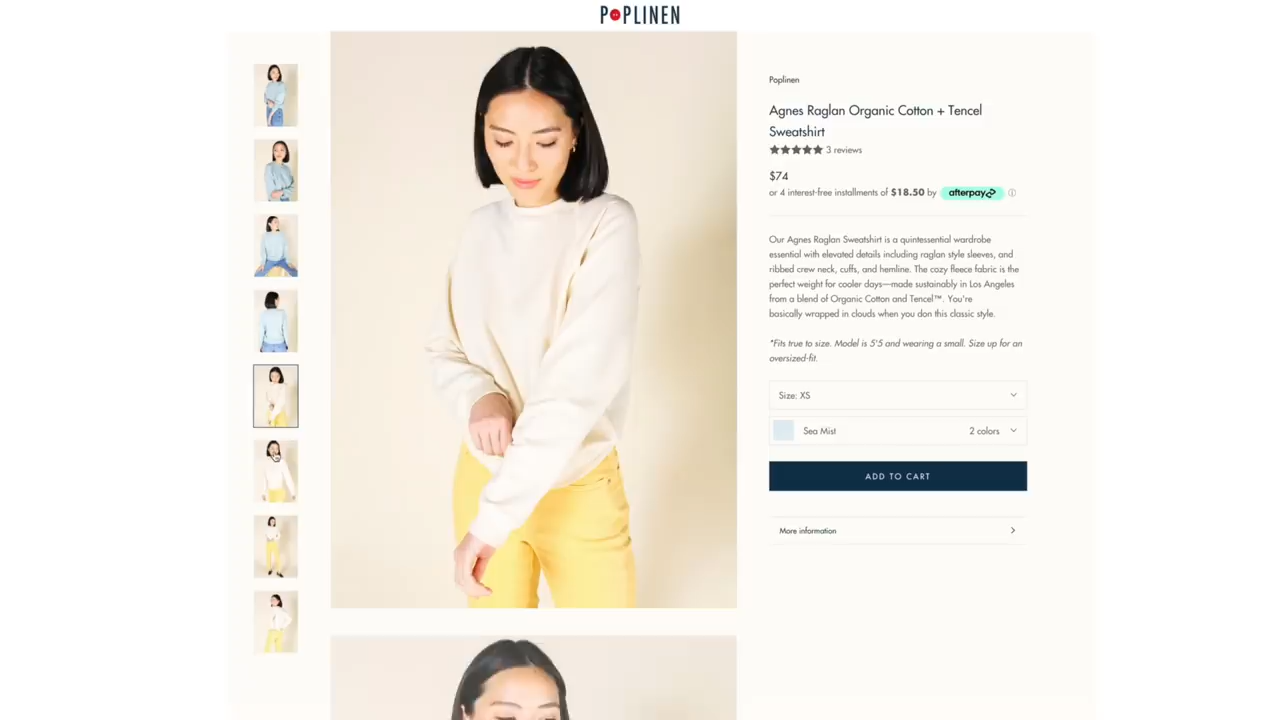 POPLINEN
Poplinen
Agnes Raglan Organic Cotton + Tencel
Sweatshirt
3 reviews
$74
or 4 interest-free installments of $18.50 by afterpay
Our Agnes Raglan Sweatshirt is a quintessential wardrobe
essential with elevated details including raglan style sleeves, and
ribbed crew neck, cuffs, and hemline. The cozy fleece fabric is the
perfect weight for cooler days—made sustainably in Los Angeles
from a blend of Organic Cotton and Tencel™. You're
basically wrapped in clouds when you don this classic style.
*Fits true to size. Model is 5'5 and wearing a small. Size up for an
oversized-fit.
Size: XS
Sea Mist 2 colors
ADD TO CART
More information